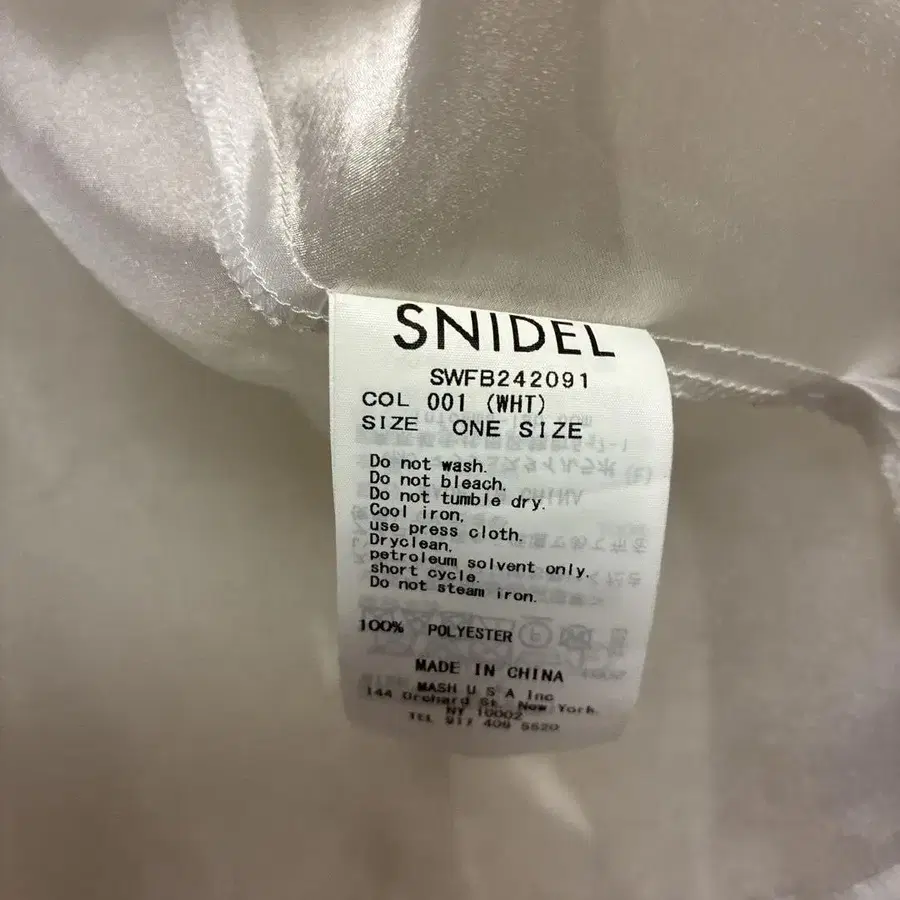 SNIDEL
SWFB242091
COL 001 (WHT)
SIZE ONE SIZE
Do not wash.
Do not bleach.
Do not tumble dry.
Cool iron,
use press cloth.
Dryclean,
petroleum solvent only.
short cycle.
Do not steam iron.
100% POLYESTER
MADE IN CHINA
MASH U S A Inc
144 Orchard St. New York.
NY 10002
TEL 917 409 5520